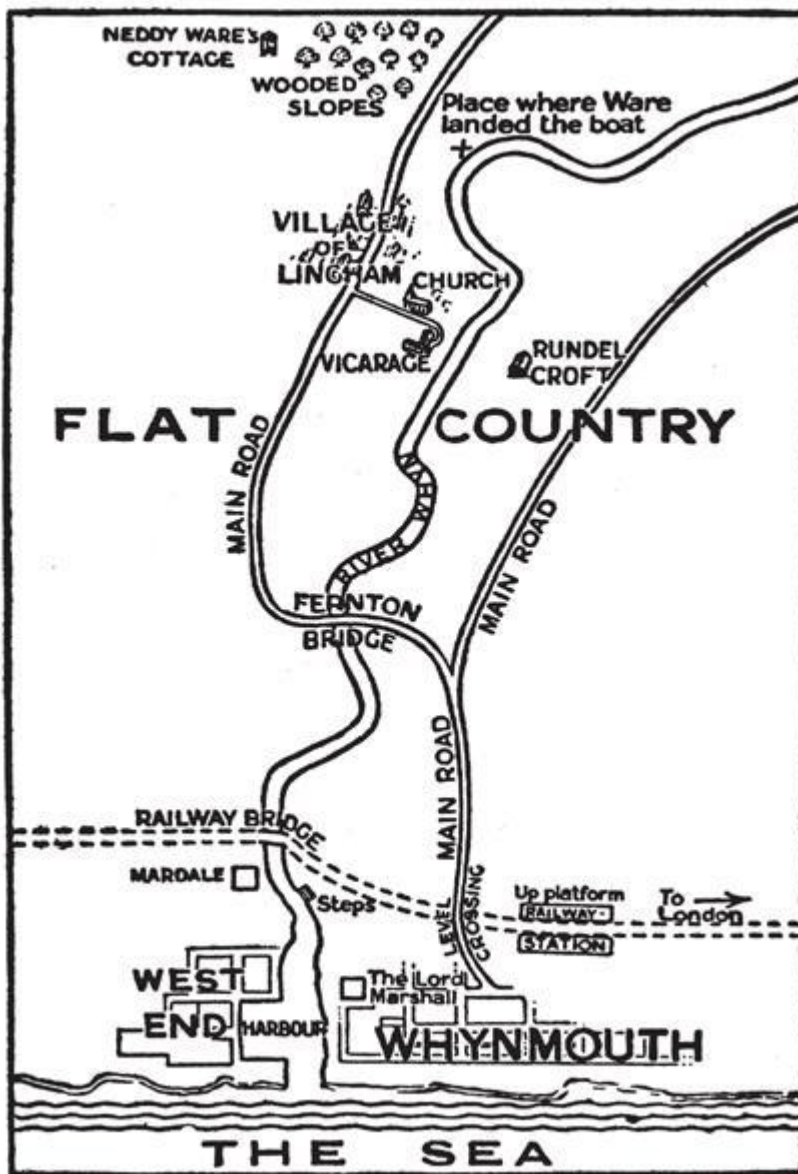 NEDDY WARE'S
COTTAGE
WOODED
SLOPES
Place where Ware
landed the boat
VILLAGE
OF
LINGHAM
CHURCH
VICARAGE
RUNDEL
CROFT
FLAT COUNTRY
MAIN ROAD
RIVER WHYN
MAIN ROAD
FERNTON
BRIDGE
MAIN ROAD
RAILWAY BRIDGE
MARDALE
Steps
LEVEL
CROSSING
Up platform
RAILWAY
STATION
To
London
WEST
END
HARBOUR
The Lord
Marshall
WHYNMOUTH
THE SEA